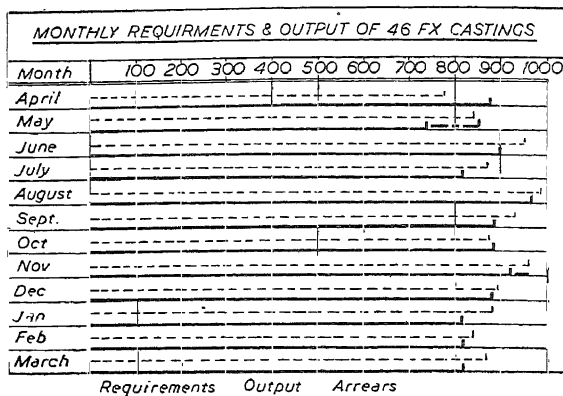 MONTHLY REQUIRMENTS & OUTPUT OF 46 FX CASTINGS
Month 100 200 300 400 500 600 700 800 900 1000
April
May
June
July
August
Sept.
Oct
Nov
Dec
Jan
Feb
March
Requirements Output Arrears